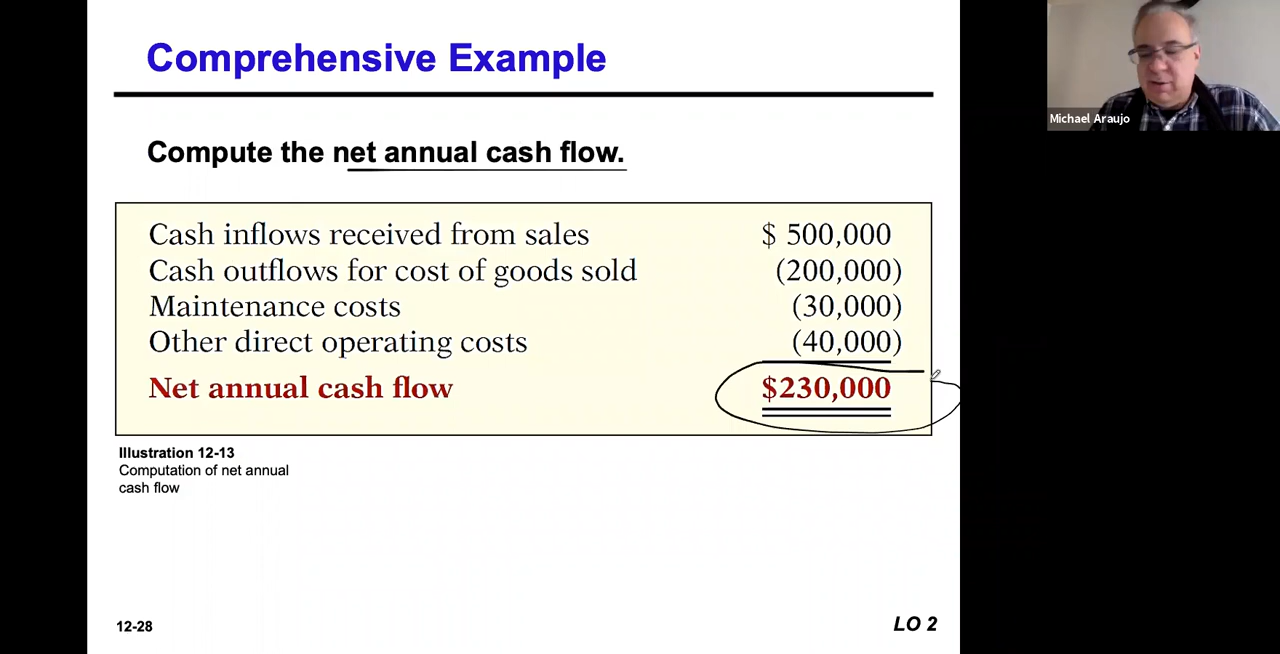 Comprehensive Example
Michael Araujo
Compute the net annual cash flow.
Cash inflows received from sales $ 500,000
Cash outflows for cost of goods sold (200,000)
Maintenance costs (30,000)
Other direct operating costs (40,000)
Net annual cash flow $230,000
Illustration 12-13
Computation of net annual
cash flow
12-28 LO 2